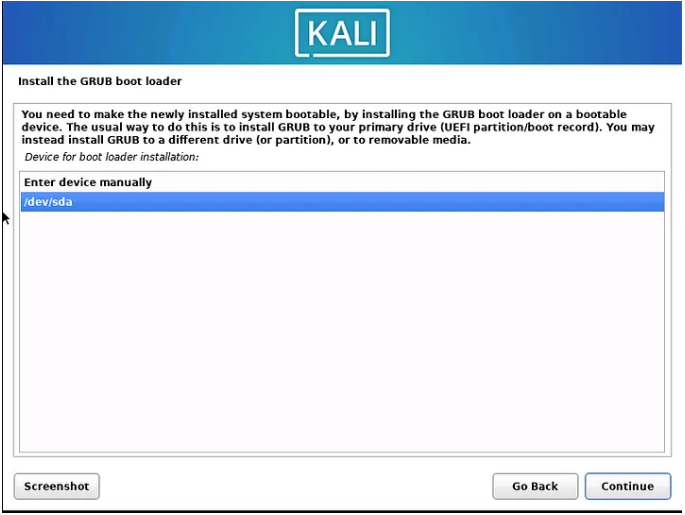 KALI
Install the GRUB boot loader
You need to make the newly installed system bootable, by installing the GRUB boot loader on a bootable
device. The usual way to do this is to install GRUB to your primary drive (UEFI partition/boot record). You may
instead install GRUB to a different drive (or partition), or to removable media.
Device for boot loader installation:
Enter device manually
/dev/sda
Screenshot
Go Back
Continue